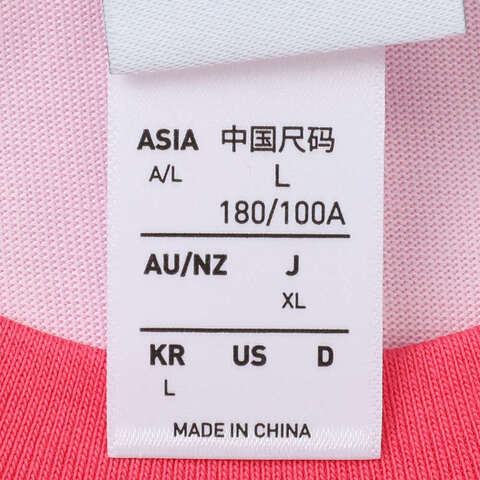 ASIA 中国尺码
A/L L
180/100A
AU/NZ J
XL
KR US D
L
MADE IN CHINA